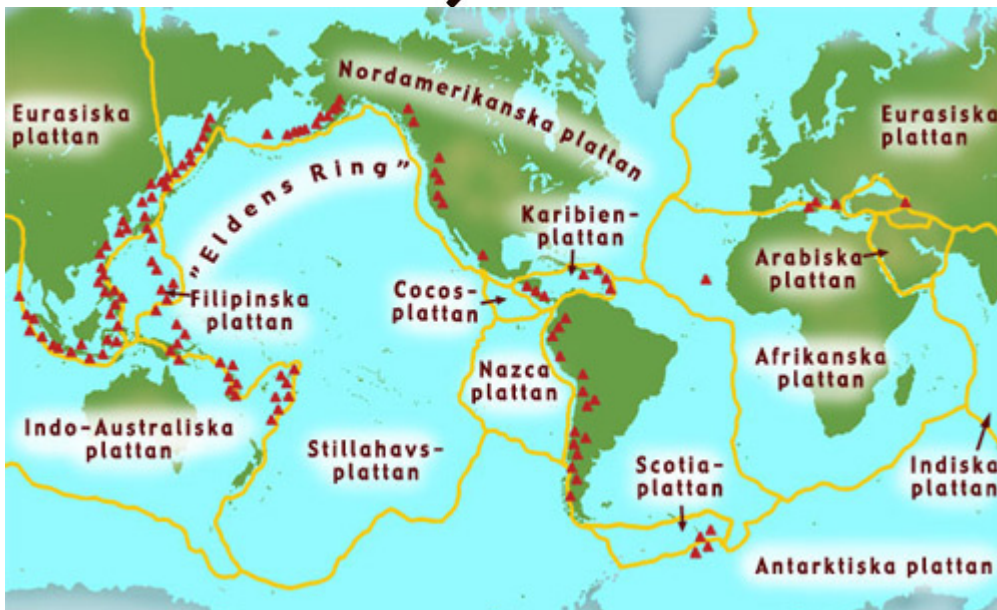 Nordamerikanska plattan
Eurasiska
plattan
Eurasiska
plattan
"Eldens Ring"
Karibien-
plattan
Arabiska
plattan
Cocos-
plattan
Filipinska
plattan
Nazca
plattan
Afrikanska
plattan
Indo-Australiska
plattan
Stillahavs-
plattan
Scotia-
plattan
Indiska
plattan
Antarktiska plattan